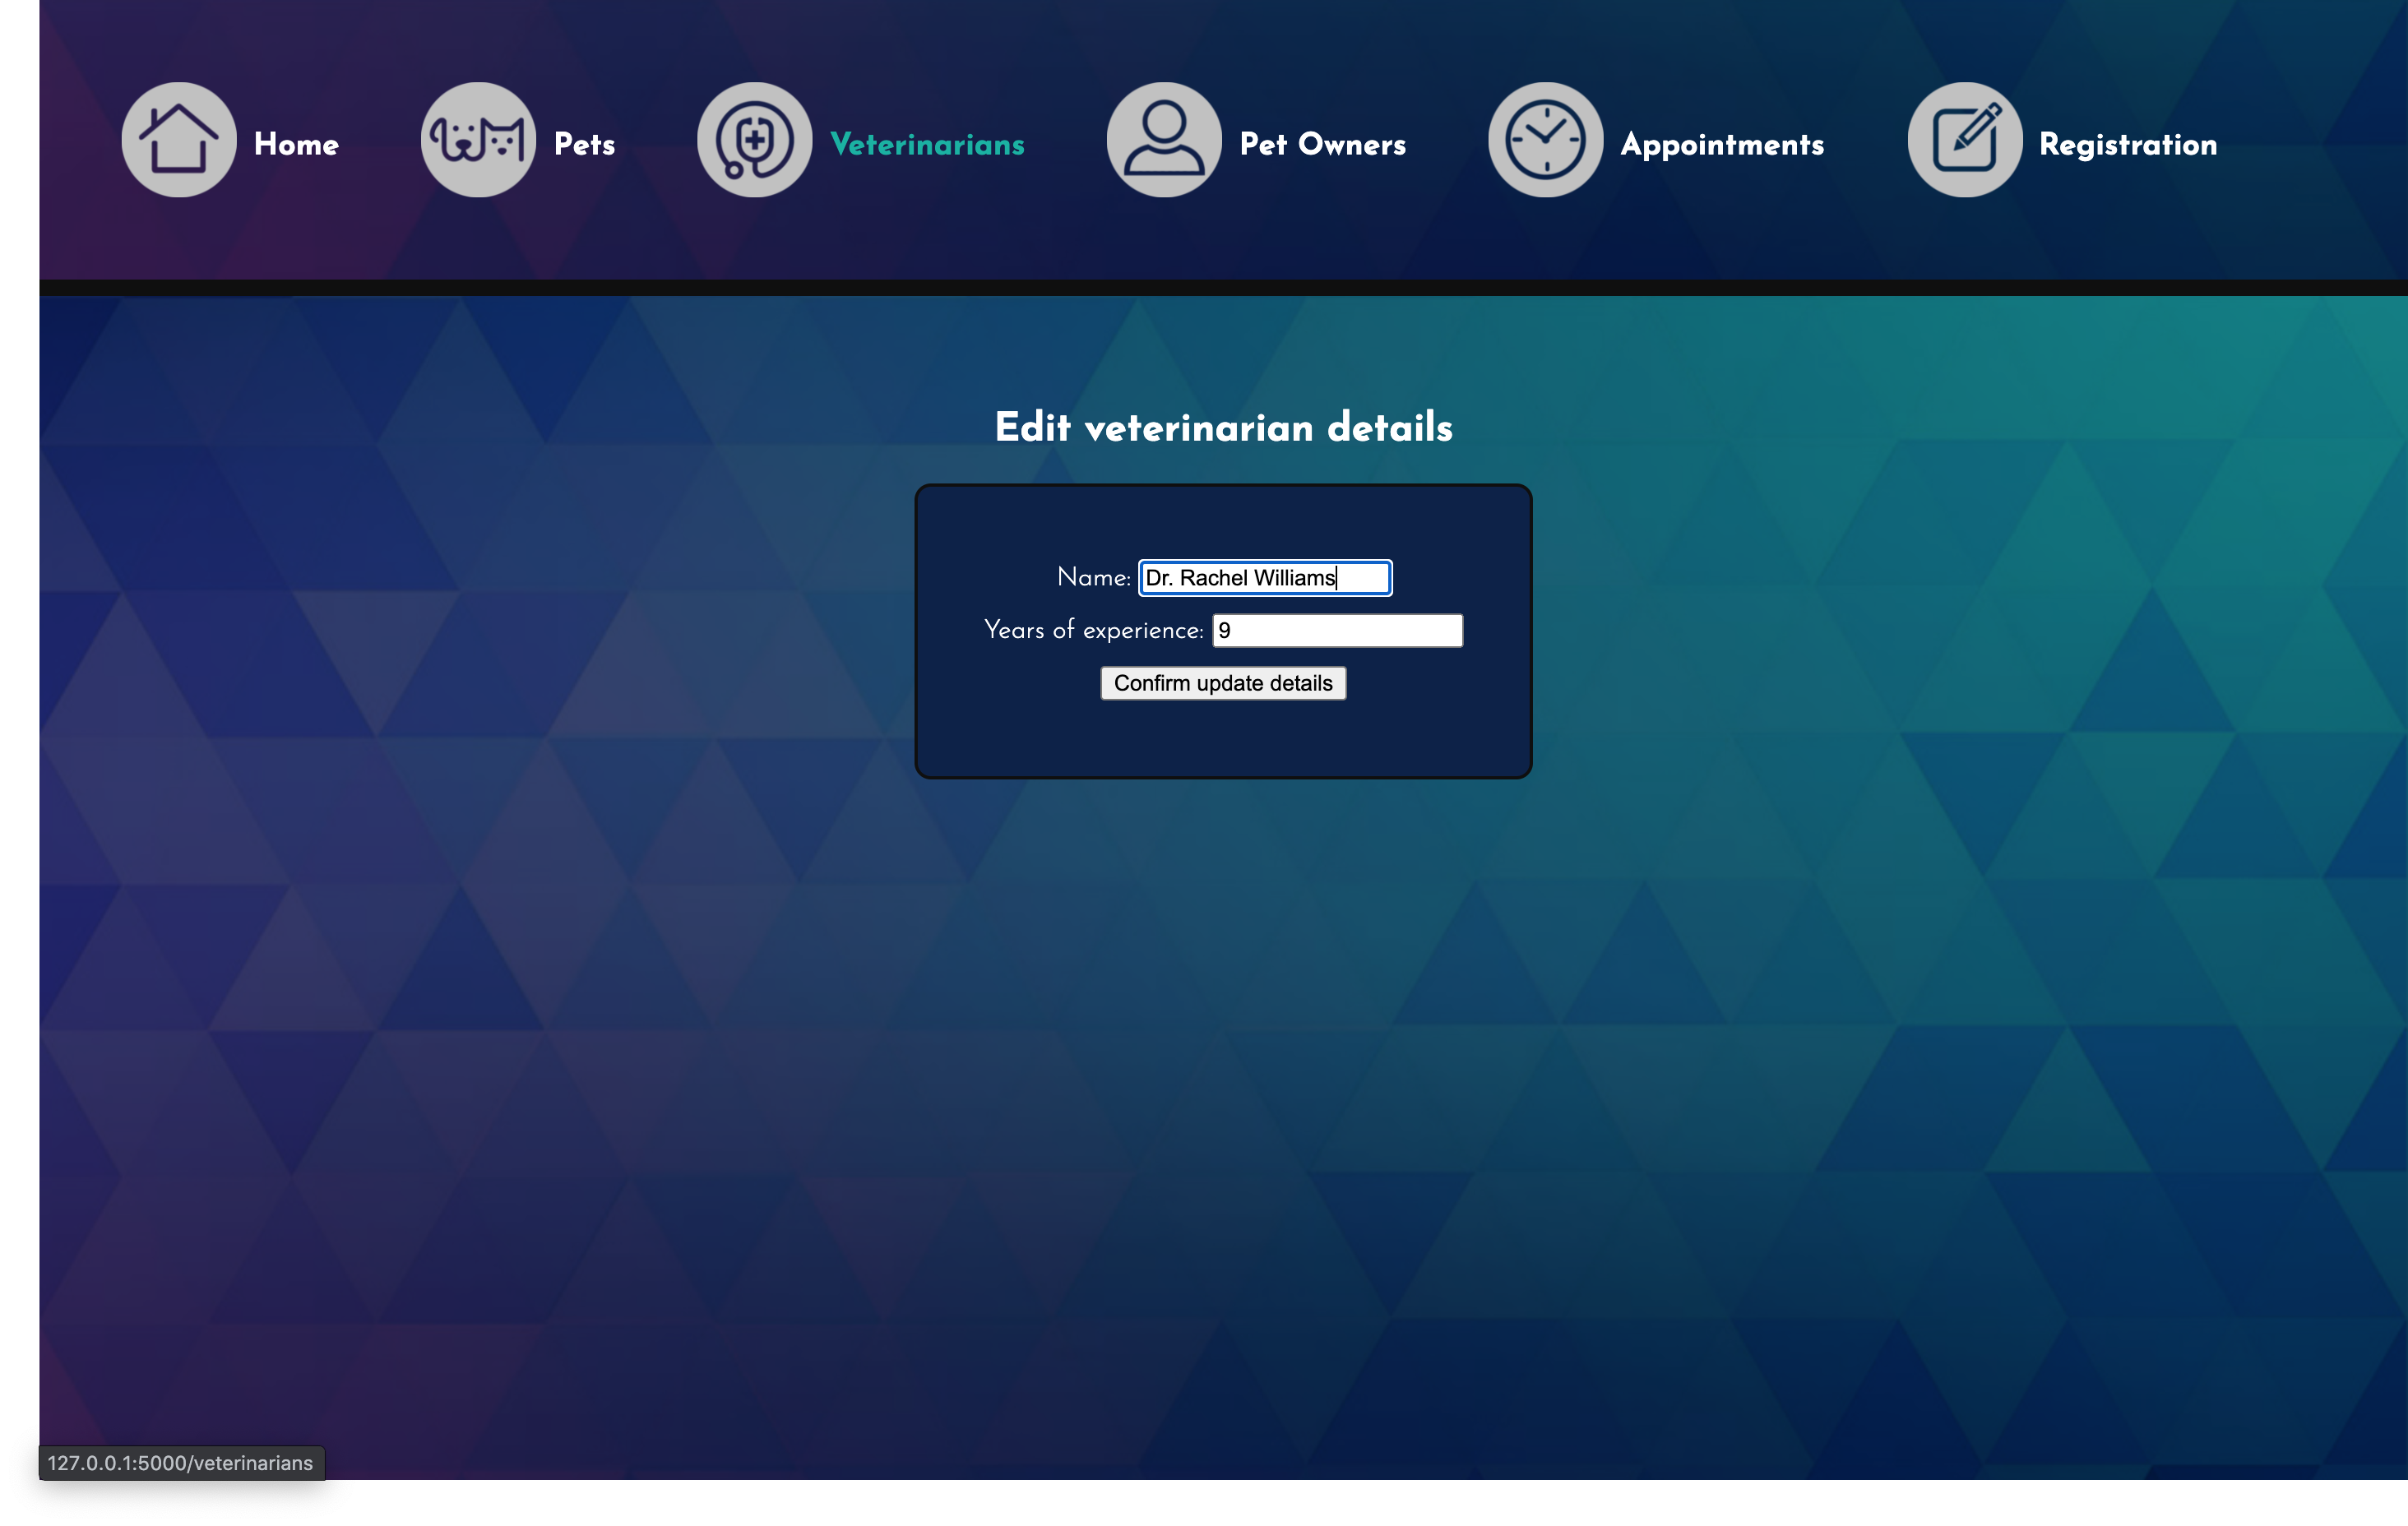 Home Pets Veterinarians Pet Owners Appointments Registration
Edit veterinarian details
Name: Dr. Rachel Williams
Years of experience: 9
Confirm update details
127.0.0.1:5000/veterinarians